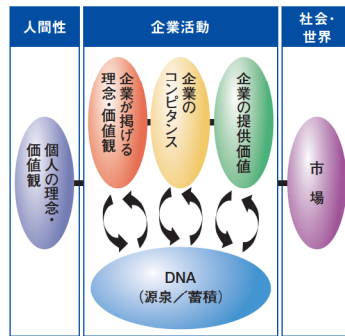 人間性
企業活動
社会・
世界
個人の理念・
価値観
企業が掲げる
理念・価値観
企業の
コンピタンス
企業の提供価値
市場
DNA
(源泉/蓄積)